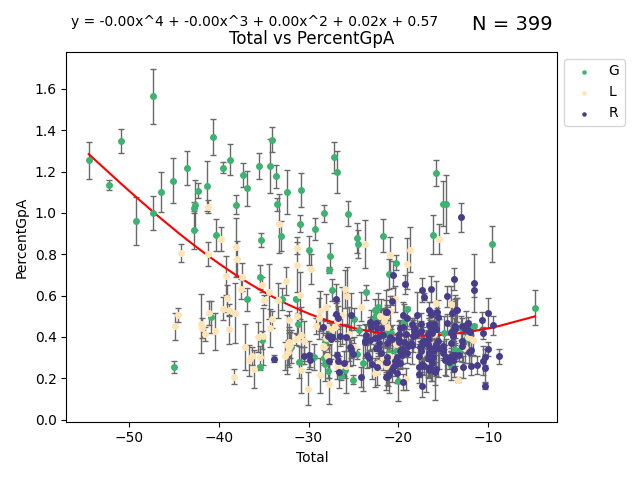 y = -0.00x^4 + -0.00x^3 + 0.00x^2 + 0.02x + 0.57
N = 399
Total vs PercentGpA
G
L
R
PercentGpA
1.6
1.4
1.2
1.0
0.8
0.6
0.4
0.2
0.0
−50
−40
−30
−20
−10
Total